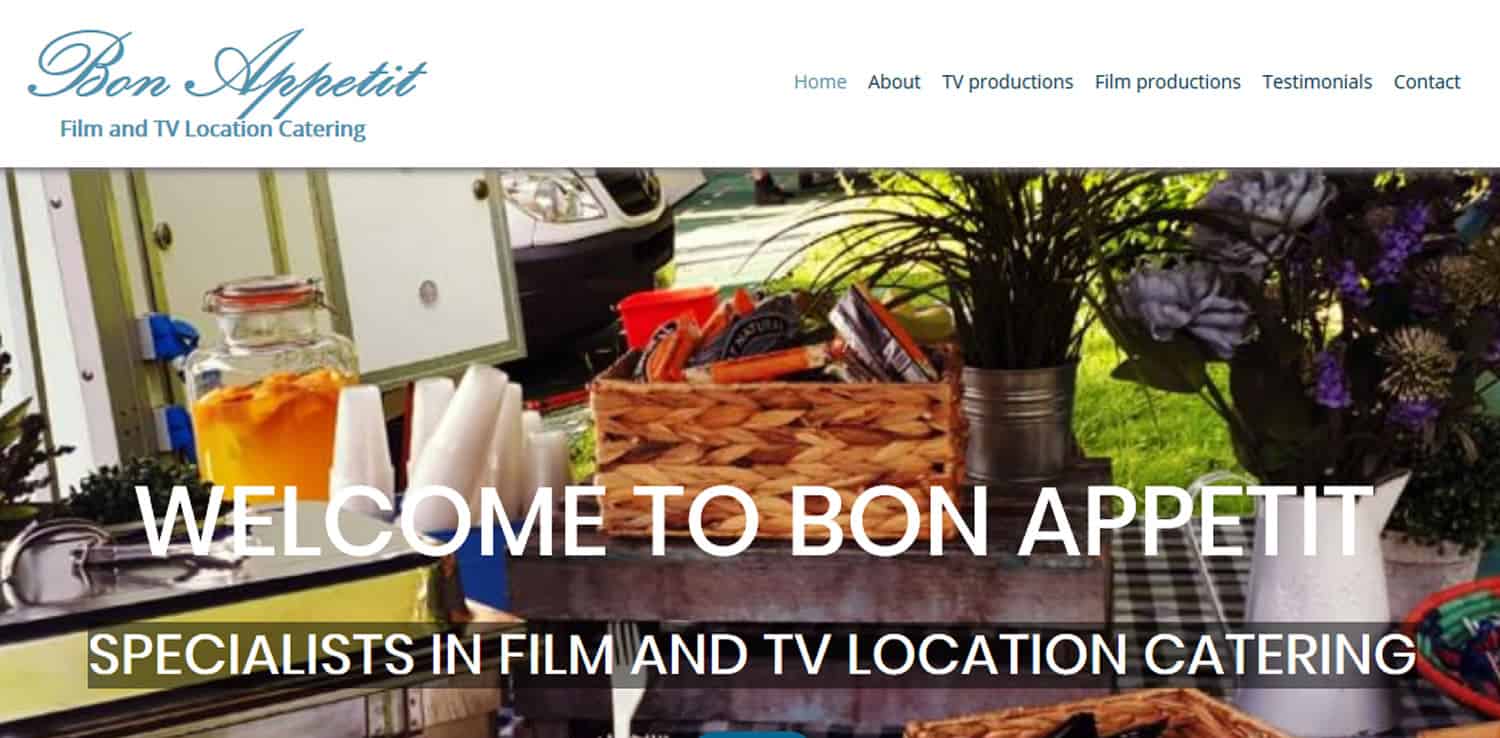 Bon Appetit
Film and TV Location Catering
Home About TV productions Film productions Testimonials Contact
NATURAL
WELCOME TO BON APPETIT
SPECIALISTS IN FILM AND TV LOCATION CATERING